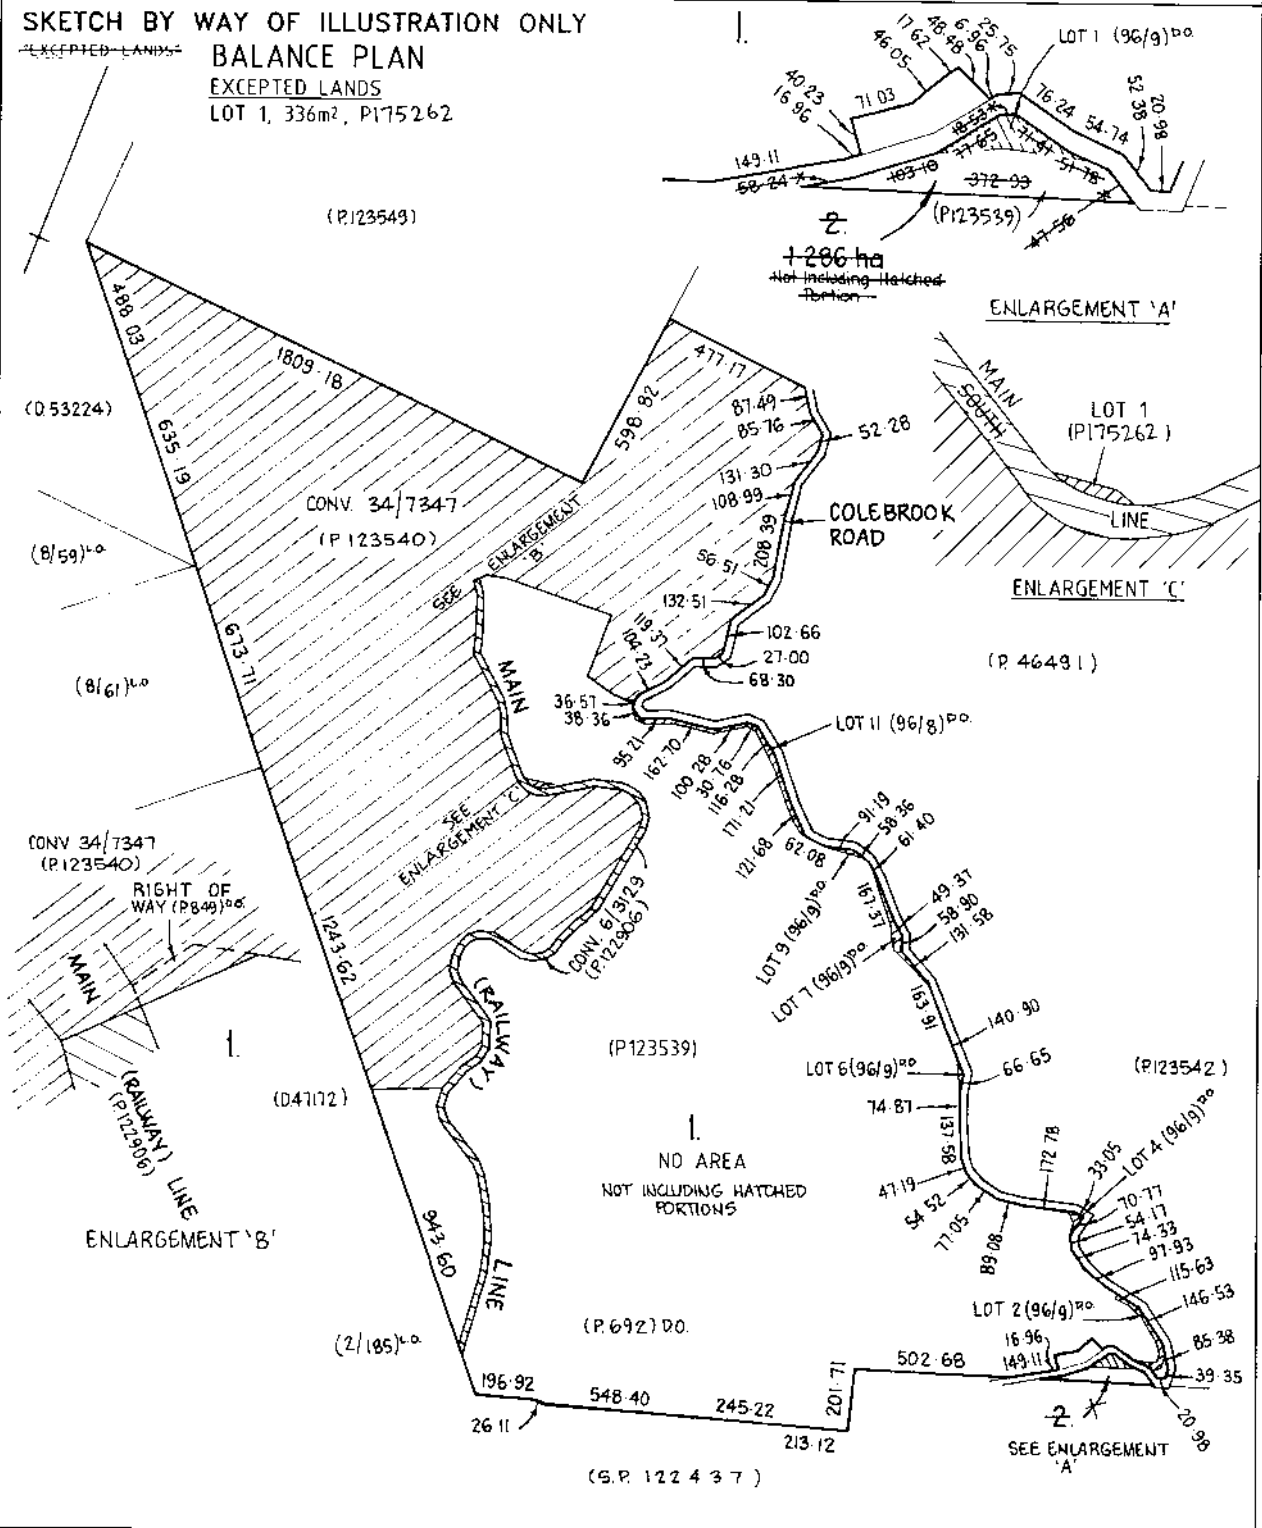 SKETCH BY WAY OF ILLUSTRATION ONLY
"EXCEPTED LANDS"
BALANCE PLAN
EXCEPTED LANDS
LOT 1, 336m², P175262
1.
LOT 1 (96/9)D.O.
25·75
6·96
48·48
17·62
46·05
71·03
40·23
16·96
149·11
58·24
103·10
77·65
18·53
71·41
51·78
372·93
47·56
76·24
54·74
52·38
20·98
(P123539)
2.
1·286 ha
Not Including Hatched
Portion
ENLARGEMENT 'A'
(P.123549)
488·03
1809·18
(D.53224)
635·19
477·17
598·82
87·49
85·76
52·28
131·30
108·99
208·39
COLEBROOK
ROAD
56·51
132·51
102·66
27·00
68·30
119·37
104·23
36·57
38·36
MAIN
SOUTH
LOT 1
(P175262)
LINE
ENLARGEMENT 'C'
CONV. 34/7347
(P.123540)
SEE ENLARGEMENT
'B'
(8/59)L.O.
673·71
(8/61)L.O.
(P.46491)
MAIN
95·21
162·70
100·28
30·76
116·28
171·21
121·68
62·08
LOT 11 (96/8)D.O.
91·19
58·36
61·40
SEE
ENLARGEMENT 'C'
CONV 34/7347
(P.123540)
RIGHT OF
WAY (P.849)D.O.
MAIN
1.
(RAILWAY)
(P.122906)
LINE
ENLARGEMENT 'B'
1243·62
CONV. 6/3129
(P.122906)
(RAILWAY)
LOT 9 (96/9)D.O.
167·37
49·37
58·90
131·58
LOT 7 (96/9)D.O.
163·91
140·90
(P.123539)
LOT 6 (96/9)D.O.
66·65
(P.123542)
74·87
137·58
(D.47172)
1.
NO AREA
NOT INCLUDING HATCHED
PORTIONS
47·19
54·52
77·05
89·08
172·78
33·05
LOT 4 (96/9)D.O.
70·77
54·17
74·33
97·93
115·63
146·53
943·60
LINE
(2/185)L.O.
(P.692)D.O.
LOT 2 (96/9)D.O.
16·96
149·11
85·38
39·35
20·98
502·68
201·71
196·92
26·11
548·40
245·22
213·12
2.
SEE ENLARGEMENT
'A'
(S.P. 122437)